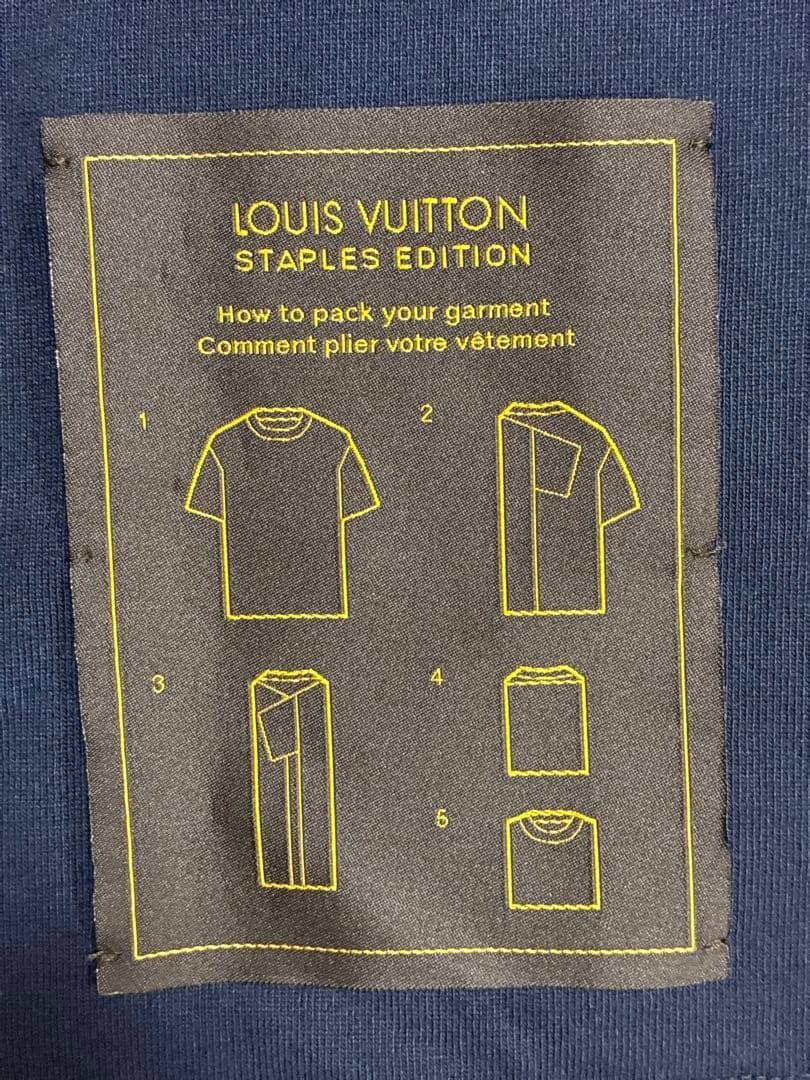 LOUIS VUITTON
STAPLES EDITION
How to pack your garment
Comment plier votre vêtement
1
2
3
4
5